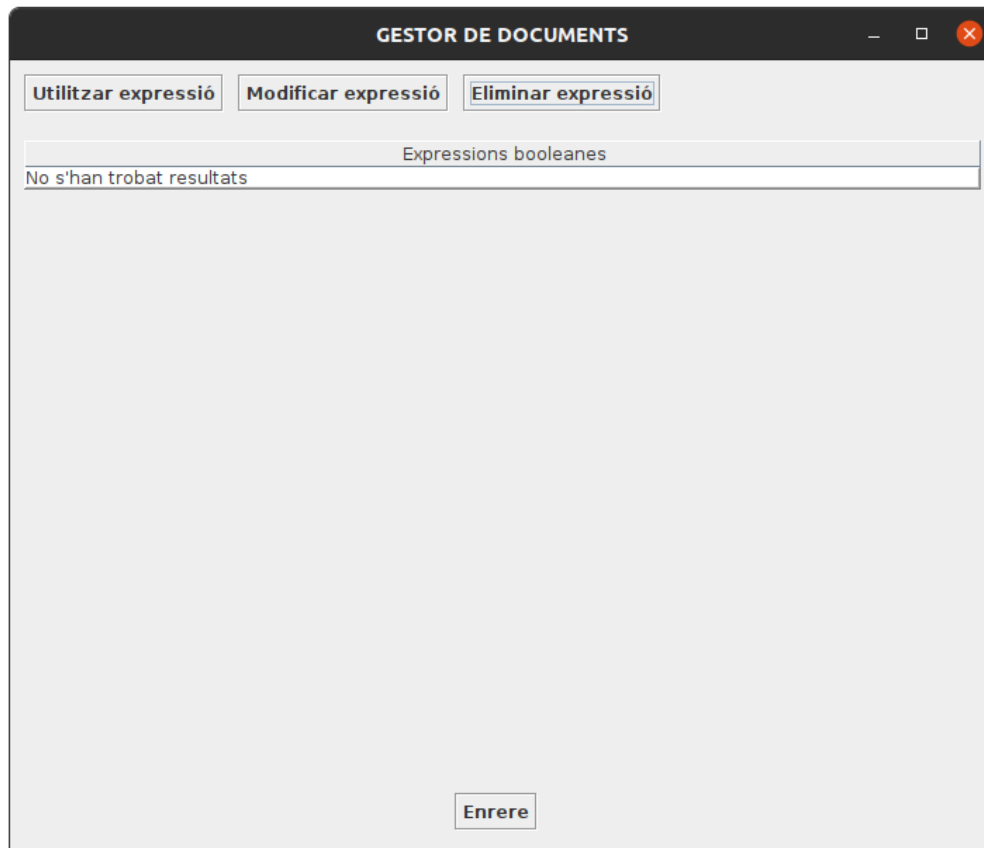 GESTOR DE DOCUMENTS
Utilitzar expressió Modificar expressió Eliminar expressió
Expressions booleanes
No s'han trobat resultats
Enrere